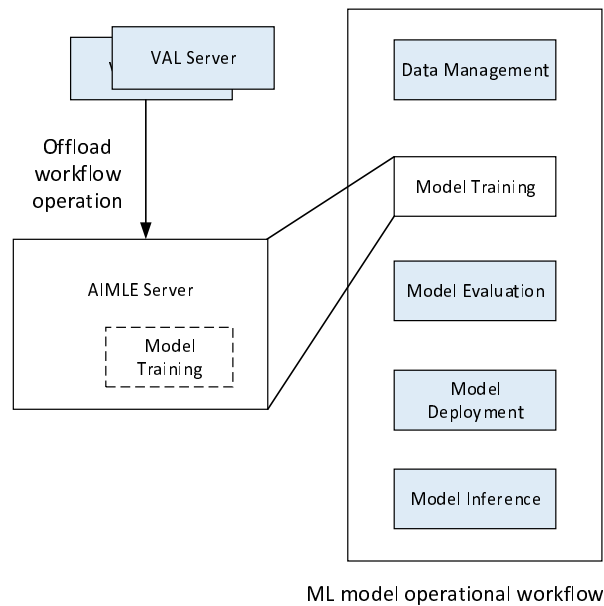 VAL Server
Offload
workflow
operation
AIMLE Server
Model
Training
Data Management
Model Training
Model Evaluation
Model
Deployment
Model Inference
ML model operational workflow